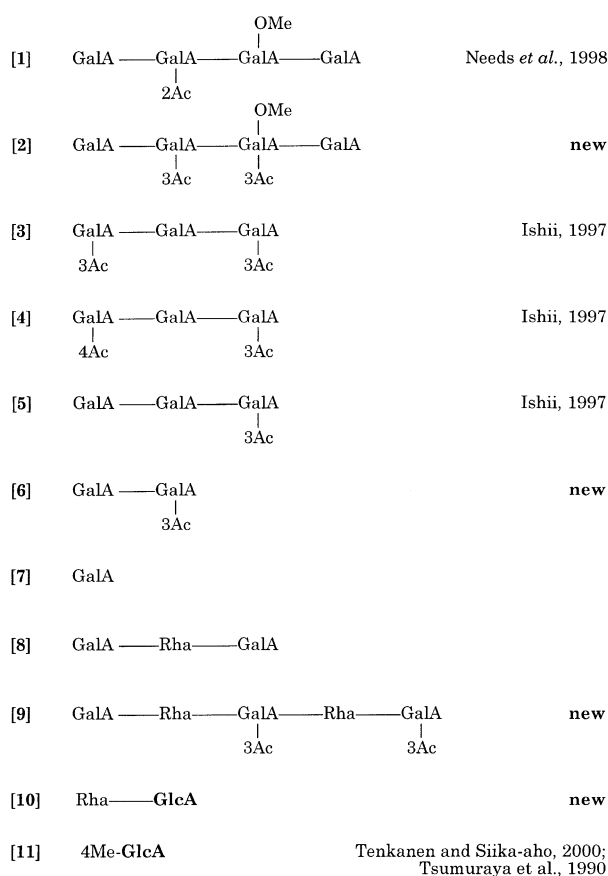 OMe
[1] GalA GalA GalA GalA Needs et al., 1998
2Ac
OMe
[2] GalA GalA GalA GalA new
3Ac 3Ac
[3] GalA GalA GalA Ishii, 1997
3Ac 3Ac
[4] GalA GalA GalA Ishii, 1997
4Ac 3Ac
[5] GalA GalA GalA Ishii, 1997
3Ac
[6] GalA GalA new
3Ac
[7] GalA
[8] GalA Rha GalA
[9] GalA Rha GalA Rha GalA new
3Ac 3Ac
[10] Rha GlcA new
[11] 4Me-GlcA Tenkanen and Siika-aho, 2000;
Tsumuraya et al., 1990